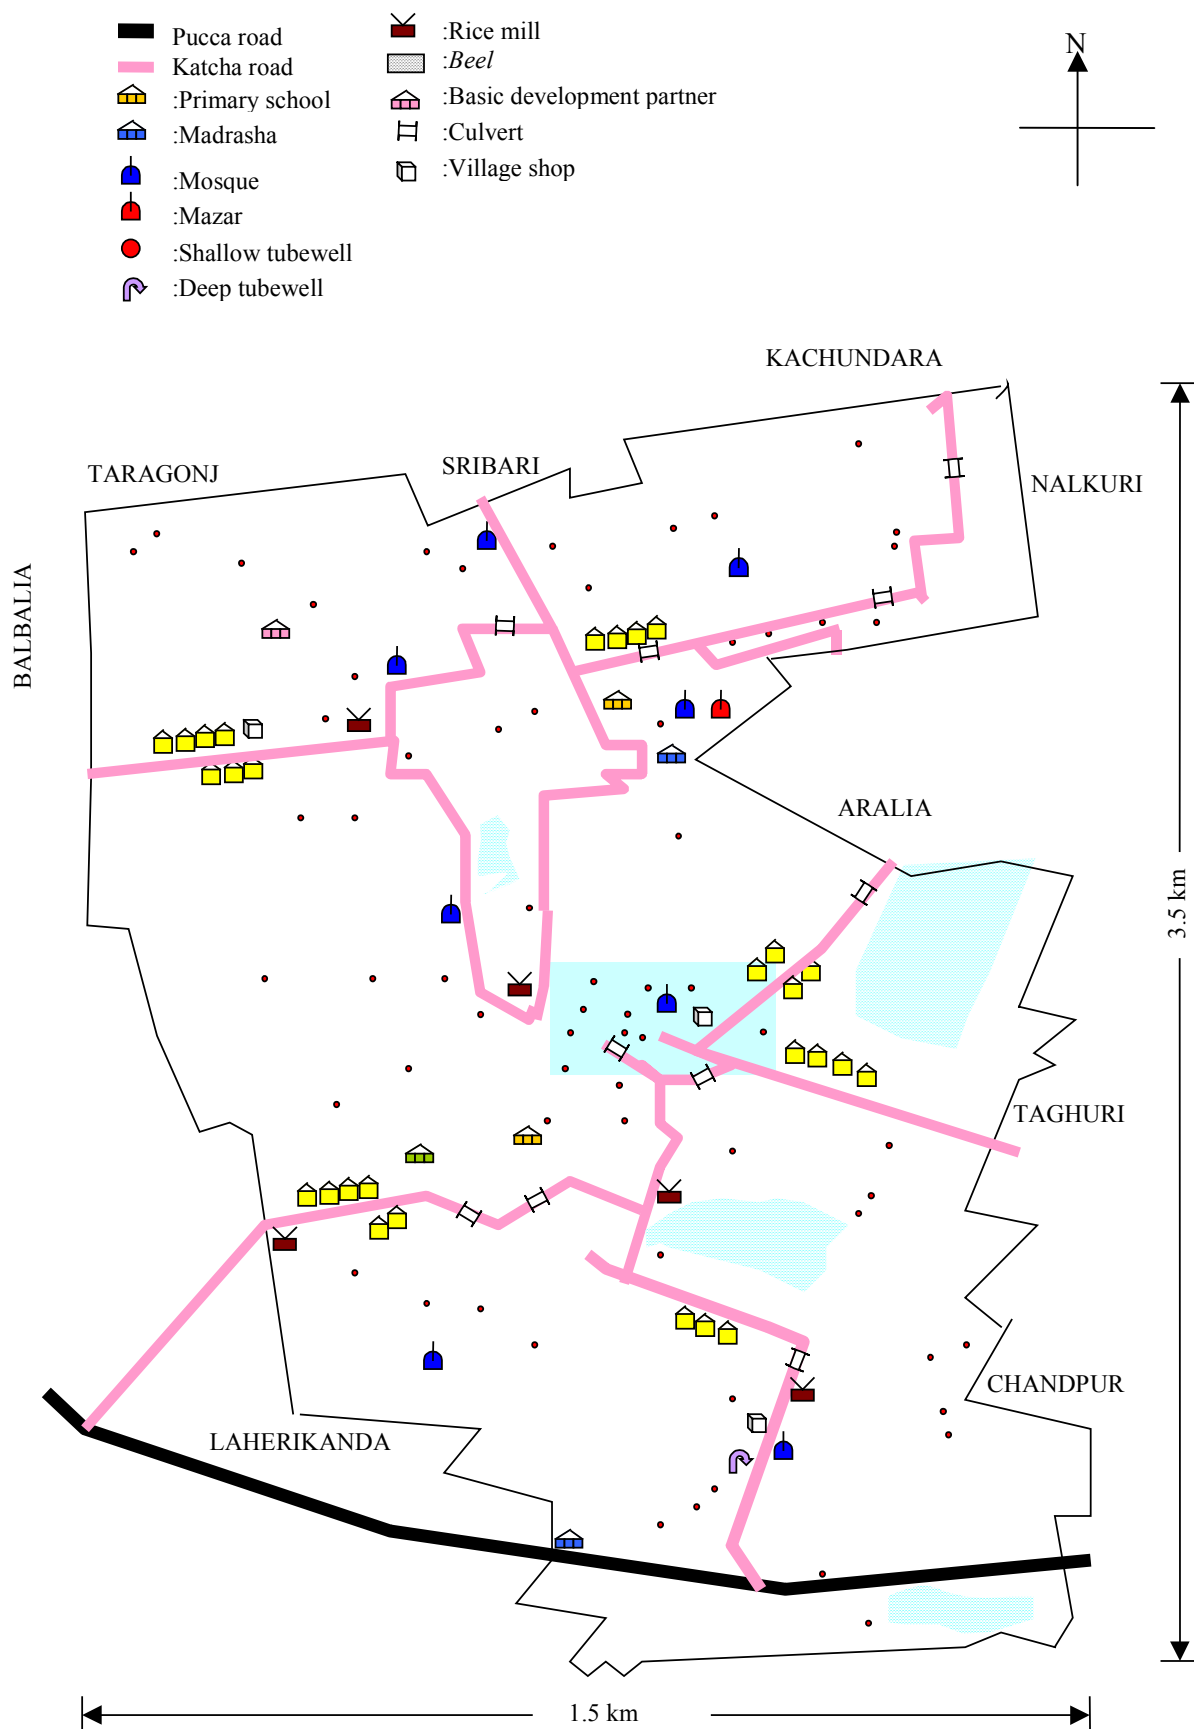 Pucca road
Katcha road
:Primary school
:Madrasha
:Mosque
:Mazar
:Shallow tubewell
:Deep tubewell
:Rice mill
:Beel
:Basic development partner
:Culvert
:Village shop
N
KACHUNDARA
SRIBARI
TARAGONJ
NALKURI
BALBALIA
ARALIA
3.5 km
TAGHURI
CHANDPUR
LAHERIKANDA
1.5 km